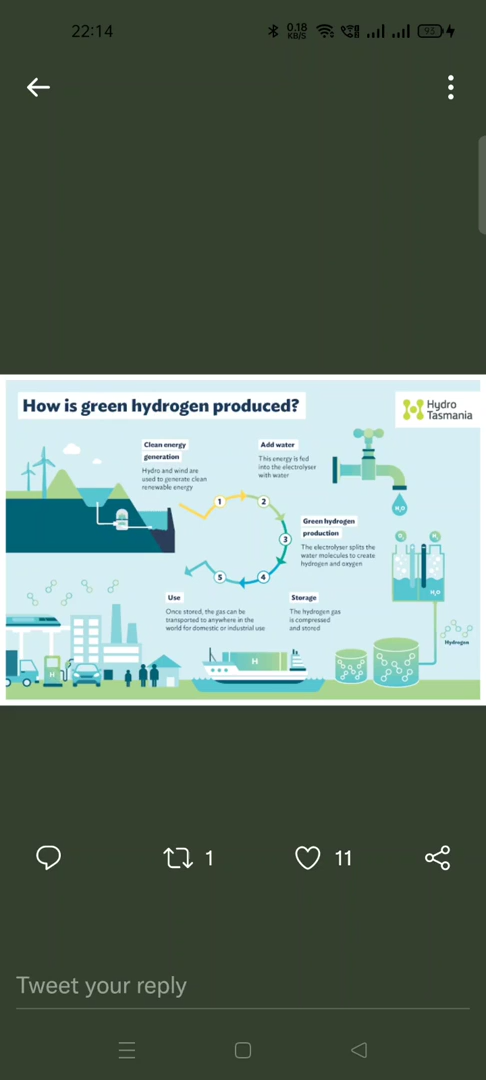 22:14
0.18
KB/S
95
How is green hydrogen produced?
Hydro
Tasmania
Clean energy
generation
Hydro and wind are
used to generate clean
renewable energy
Add water
This energy is fed
into the electrolyser
with water
1
2
3
4
5
H₂O
Green hydrogen
production
The electrolyser splits the
water molecules to create
hydrogen and oxygen
H₂O
Use
Once stored, the gas can be
transported to anywhere in the
world for domestic or industrial use
Storage
The hydrogen gas
is compressed
and stored
Hydrogen
H
H
1
11
Tweet your reply